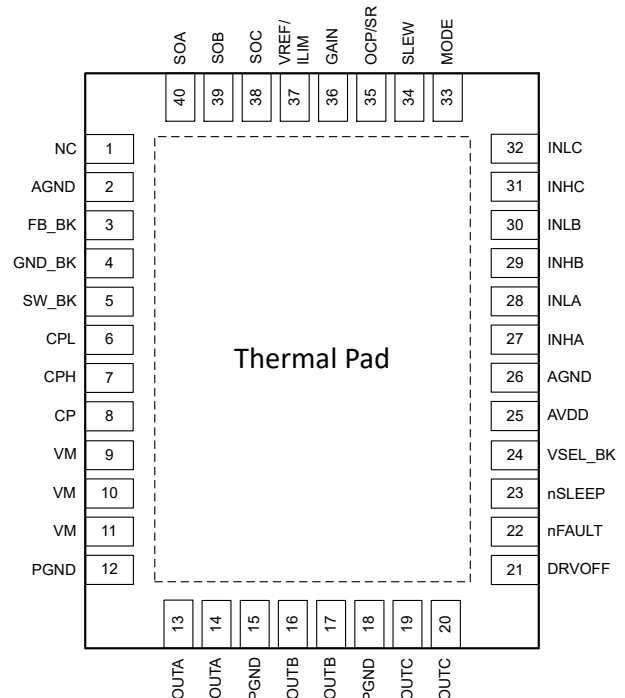 SOA
SOB
SOC
VREF/
ILIM
GAIN
OCP/SR
SLEW
MODE
40
39
38
37
36
35
34
33
NC 1
AGND 2
FB_BK 3
GND_BK 4
SW_BK 5
CPL 6
CPH 7
CP 8
VM 9
VM 10
VM 11
PGND 12
Thermal Pad
32 INLC
31 INHC
30 INLB
29 INHB
28 INLA
27 INHA
26 AGND
25 AVDD
24 VSEL_BK
23 nSLEEP
22 nFAULT
21 DRVOFF
13
14
15
16
17
18
19
20
OUTA
OUTA
PGND
OUTB
OUTB
PGND
OUTC
OUTC